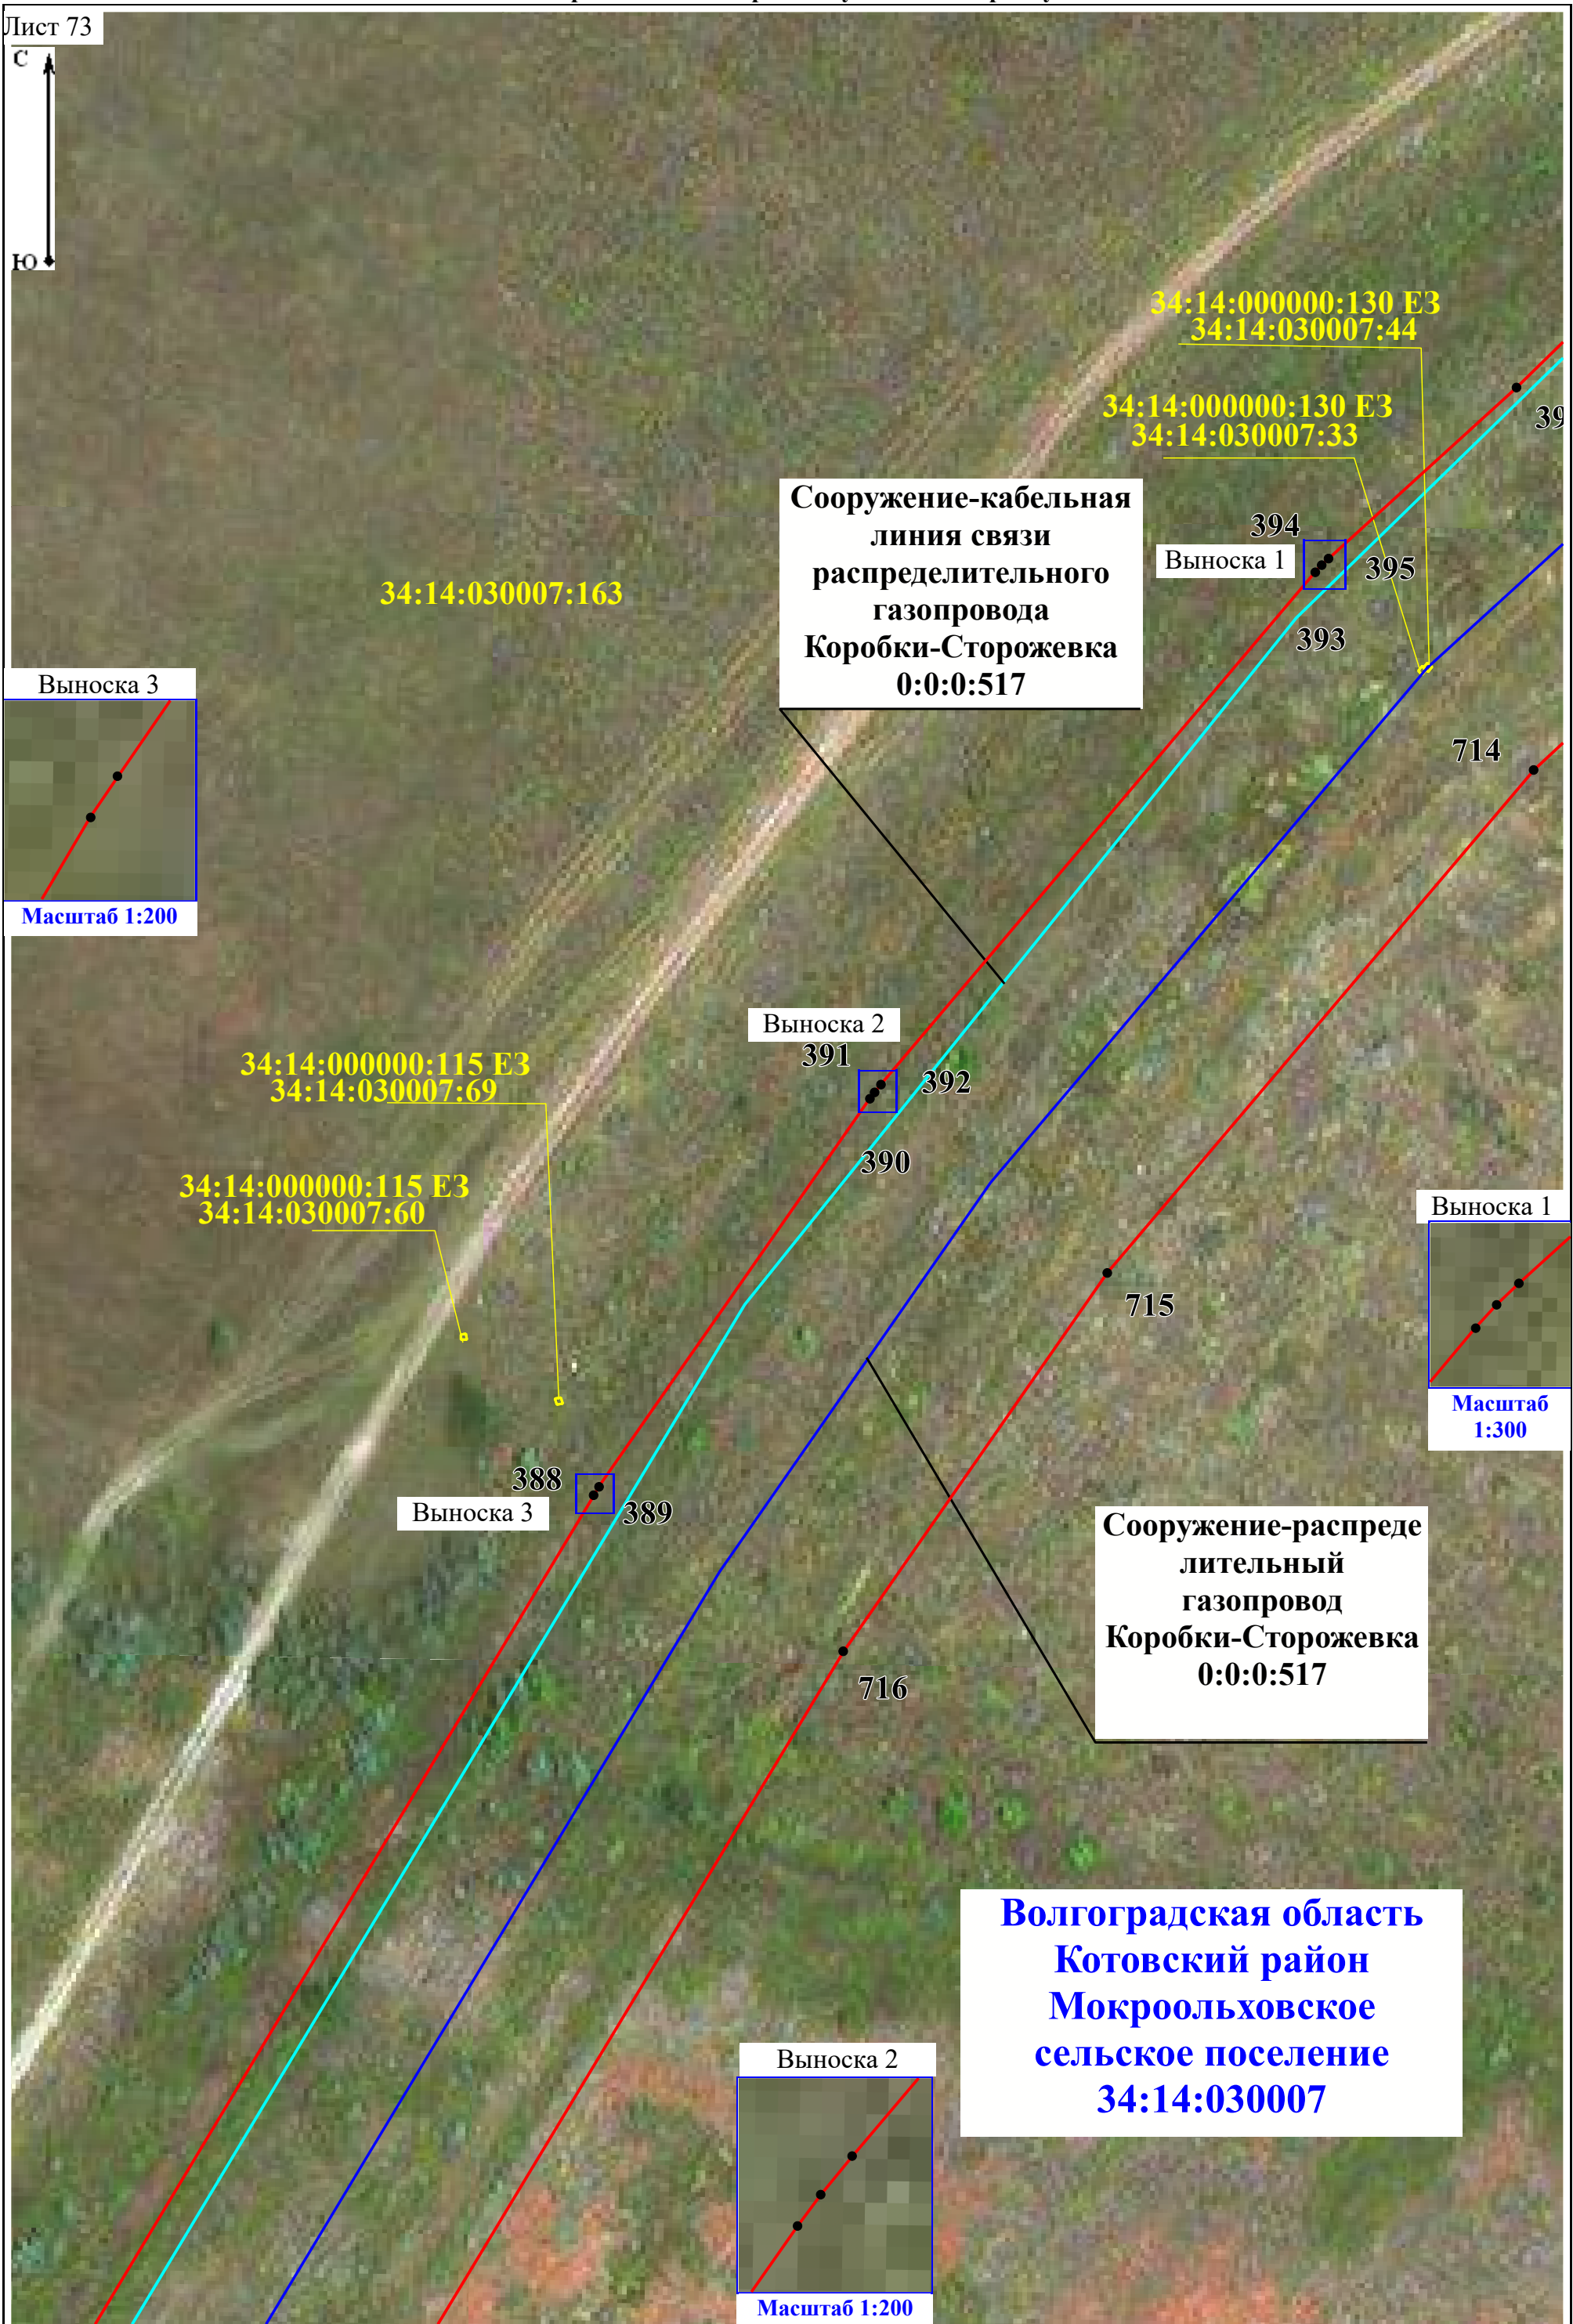 Лист 73
С
Ю
34:14:000000:130 ЕЗ
34:14:030007:44
34:14:000000:130 ЕЗ
34:14:030007:33
39
Сооружение-кабельная
линия связи
распределительного
газопровода
Коробки-Сторожевка
0:0:0:517
394
Выноска 1
395
393
34:14:030007:163
Выноска 3
Масштаб 1:200
714
Выноска 2
391
392
390
34:14:000000:115 ЕЗ
34:14:030007:69
34:14:000000:115 ЕЗ
34:14:030007:60
Выноска 1
Масштаб
1:300
715
388
Выноска 3
389
Сооружение-распреде
лительный
газопровод
Коробки-Сторожевка
0:0:0:517
716
Волгоградская область
Котовский район
Мокроольховское
сельское поселение
34:14:030007
Выноска 2
Масштаб 1:200